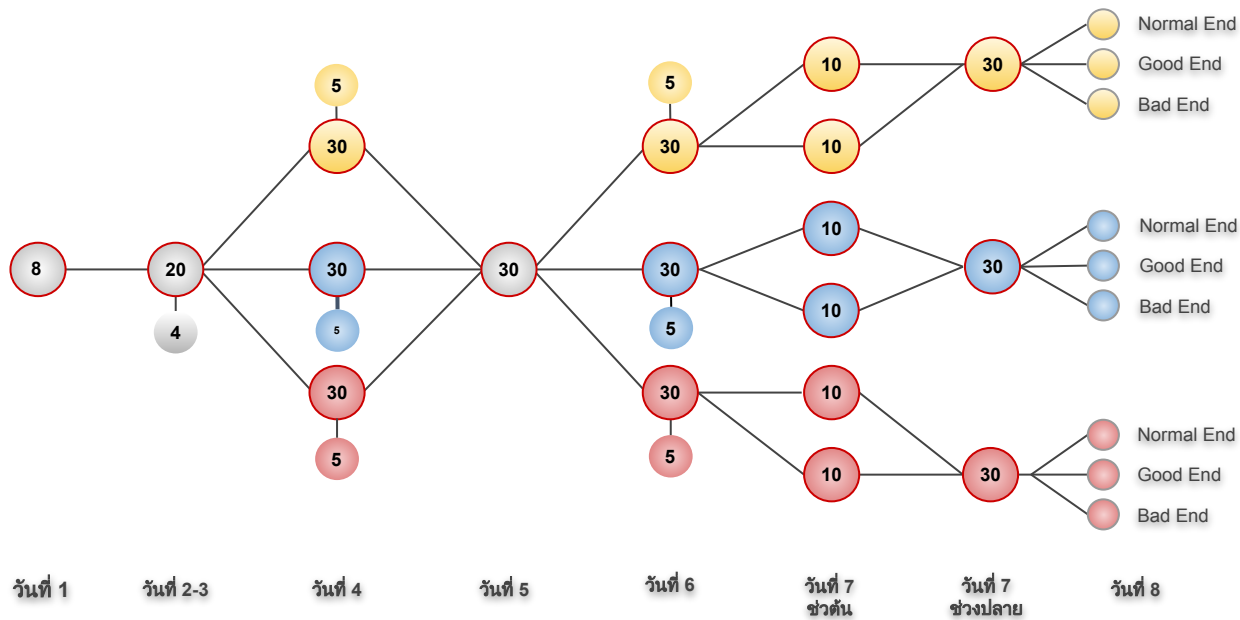 Normal End
5
5
10
30
Good End
Bad End
30
30
10
Normal End
10
8
20
30
30
30
30
Good End
10
Bad End
4
5
5
30
30
10
Normal End
5
5
10
30
Good End
Bad End
วันที่ 1
วันที่ 2-3
วันที่ 4
วันที่ 5
วันที่ 6
วันที่ 7
ช่วต้น
วันที่ 7
ช่วงปลาย
วันที่ 8